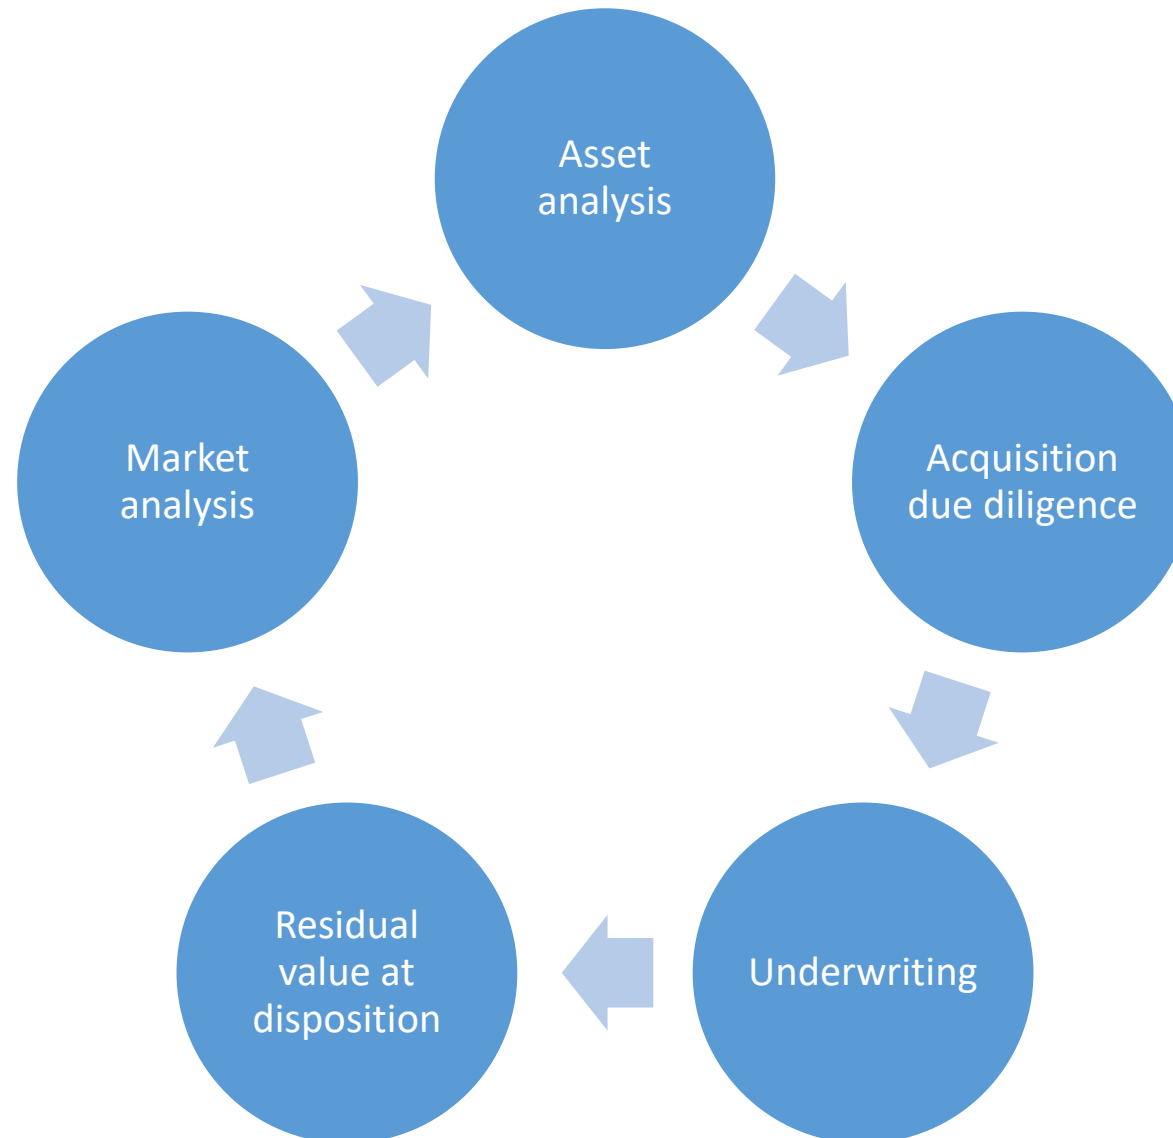 Asset
analysis
Acquisition
due diligence
Underwriting
Residual
value at
disposition
Market
analysis